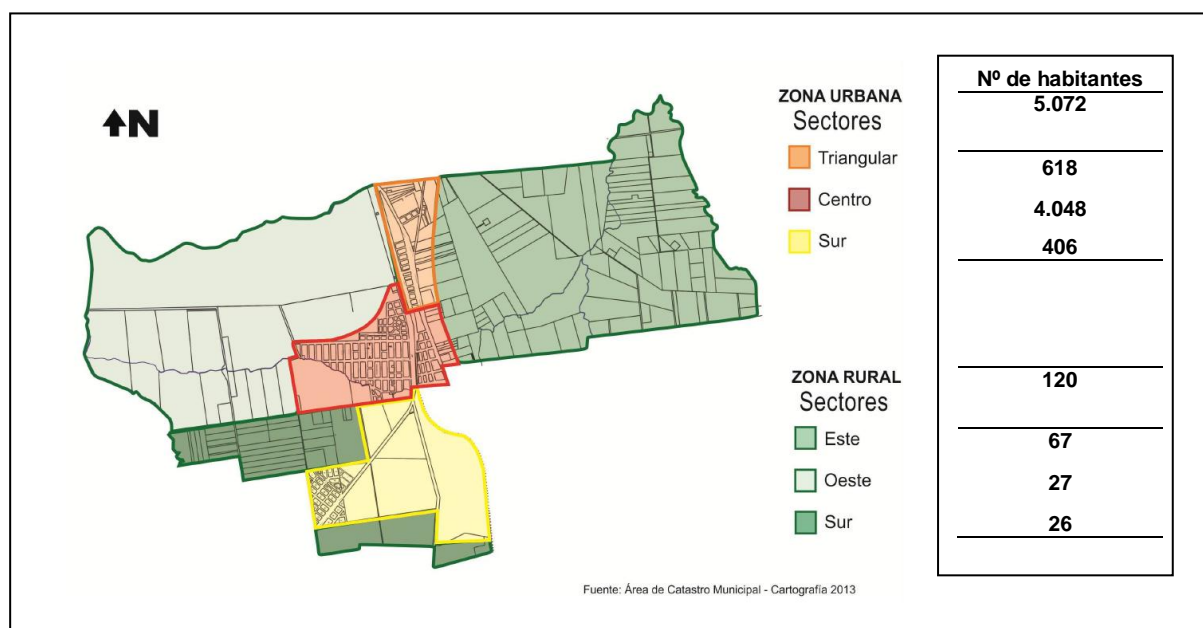 N
ZONA URBANA
Sectores
Triangular
Centro
Sur
ZONA RURAL
Sectores
Este
Oeste
Sur
Fuente: Área de Catastro Municipal - Cartografía 2013
Nº de habitantes
5.072
618
4.048
406
120
67
27
26